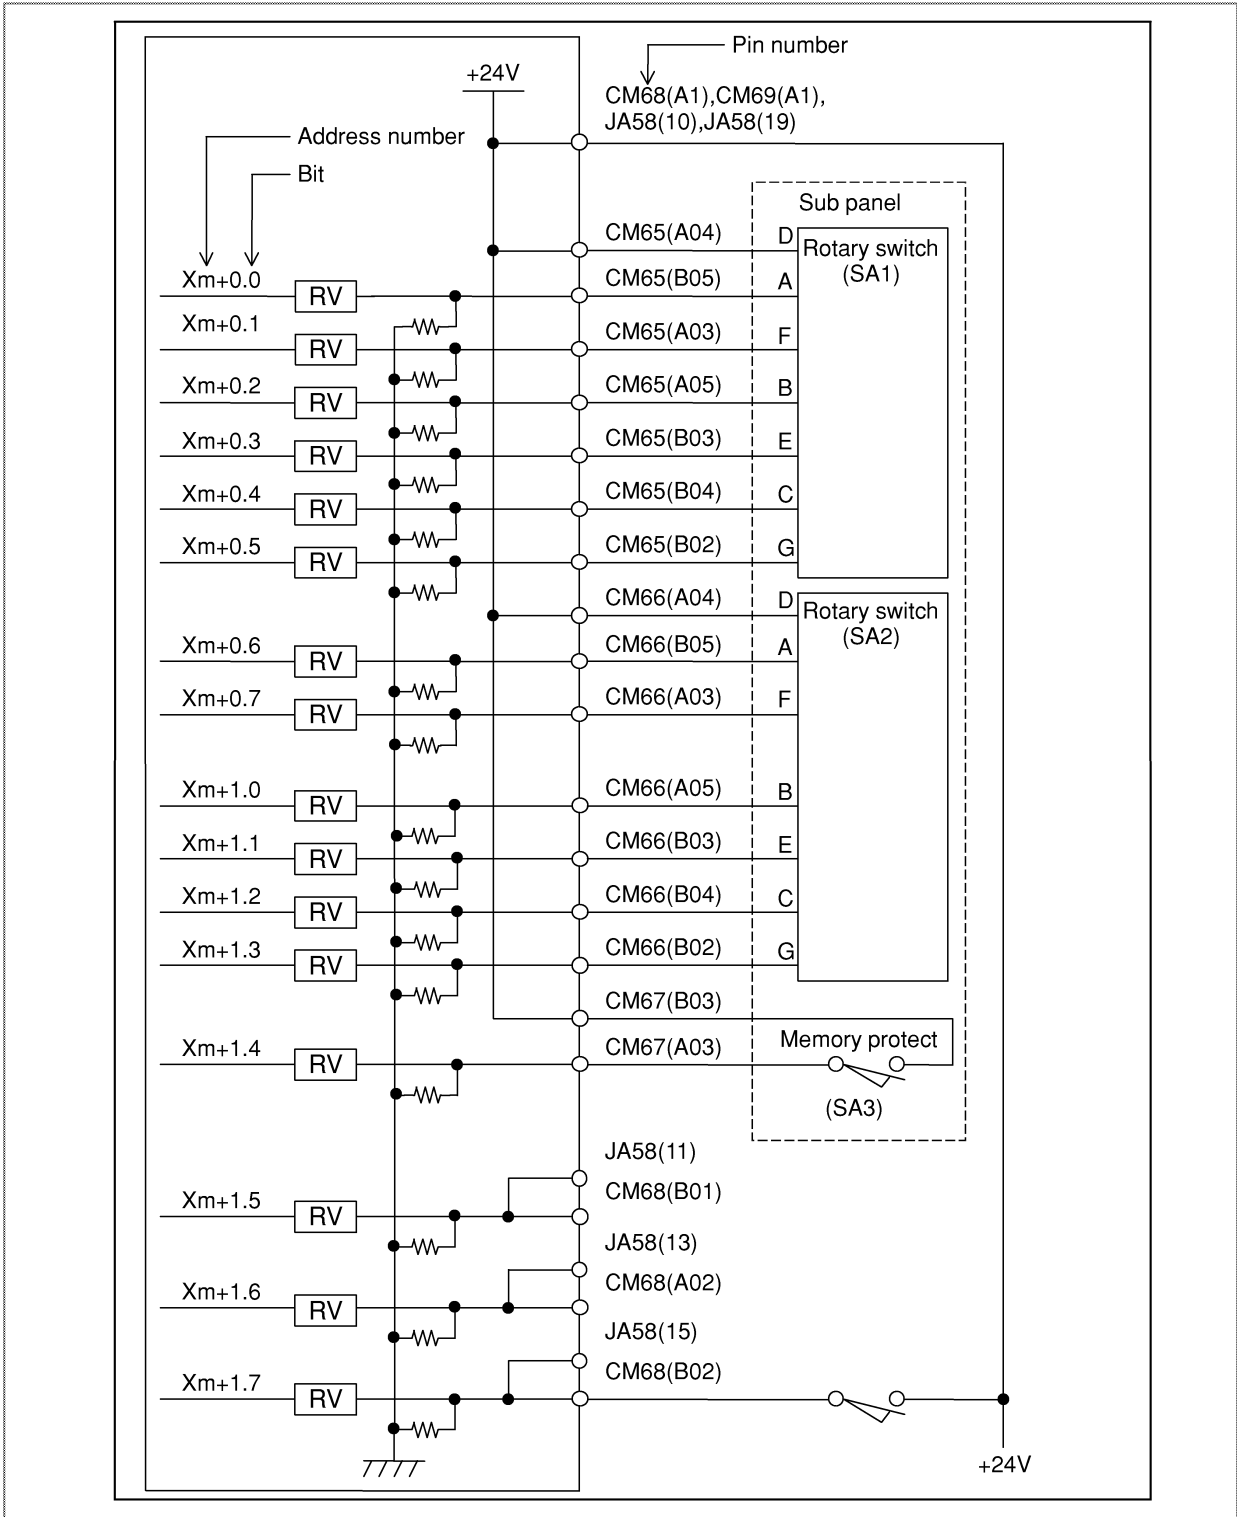 Pin number
+24V
CM68(A1),CM69(A1),
JA58(10),JA58(19)
Address number
Bit
Sub panel
CM65(A04) D Rotary switch
(SA1)
Xm+0.0 RV CM65(B05) A
Xm+0.1 RV CM65(A03) F
Xm+0.2 RV CM65(A05) B
Xm+0.3 RV CM65(B03) E
Xm+0.4 RV CM65(B04) C
Xm+0.5 RV CM65(B02) G
CM66(A04) D Rotary switch
(SA2)
Xm+0.6 RV CM66(B05) A
Xm+0.7 RV CM66(A03) F
Xm+1.0 RV CM66(A05) B
Xm+1.1 RV CM66(B03) E
Xm+1.2 RV CM66(B04) C
Xm+1.3 RV CM66(B02) G
CM67(B03)
Memory protect
Xm+1.4 RV CM67(A03)
(SA3)
JA58(11)
Xm+1.5 RV CM68(B01)
JA58(13)
Xm+1.6 RV CM68(A02)
JA58(15)
Xm+1.7 RV CM68(B02)
+24V